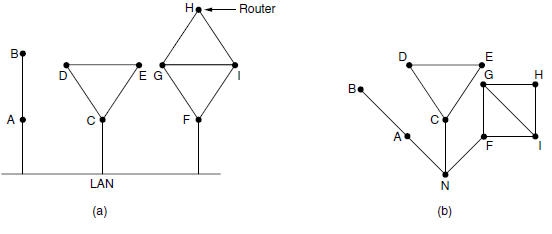 H Router
B
D E G I
A C F
LAN
(a)
D E
G H
B
C
A F I
N
(b)